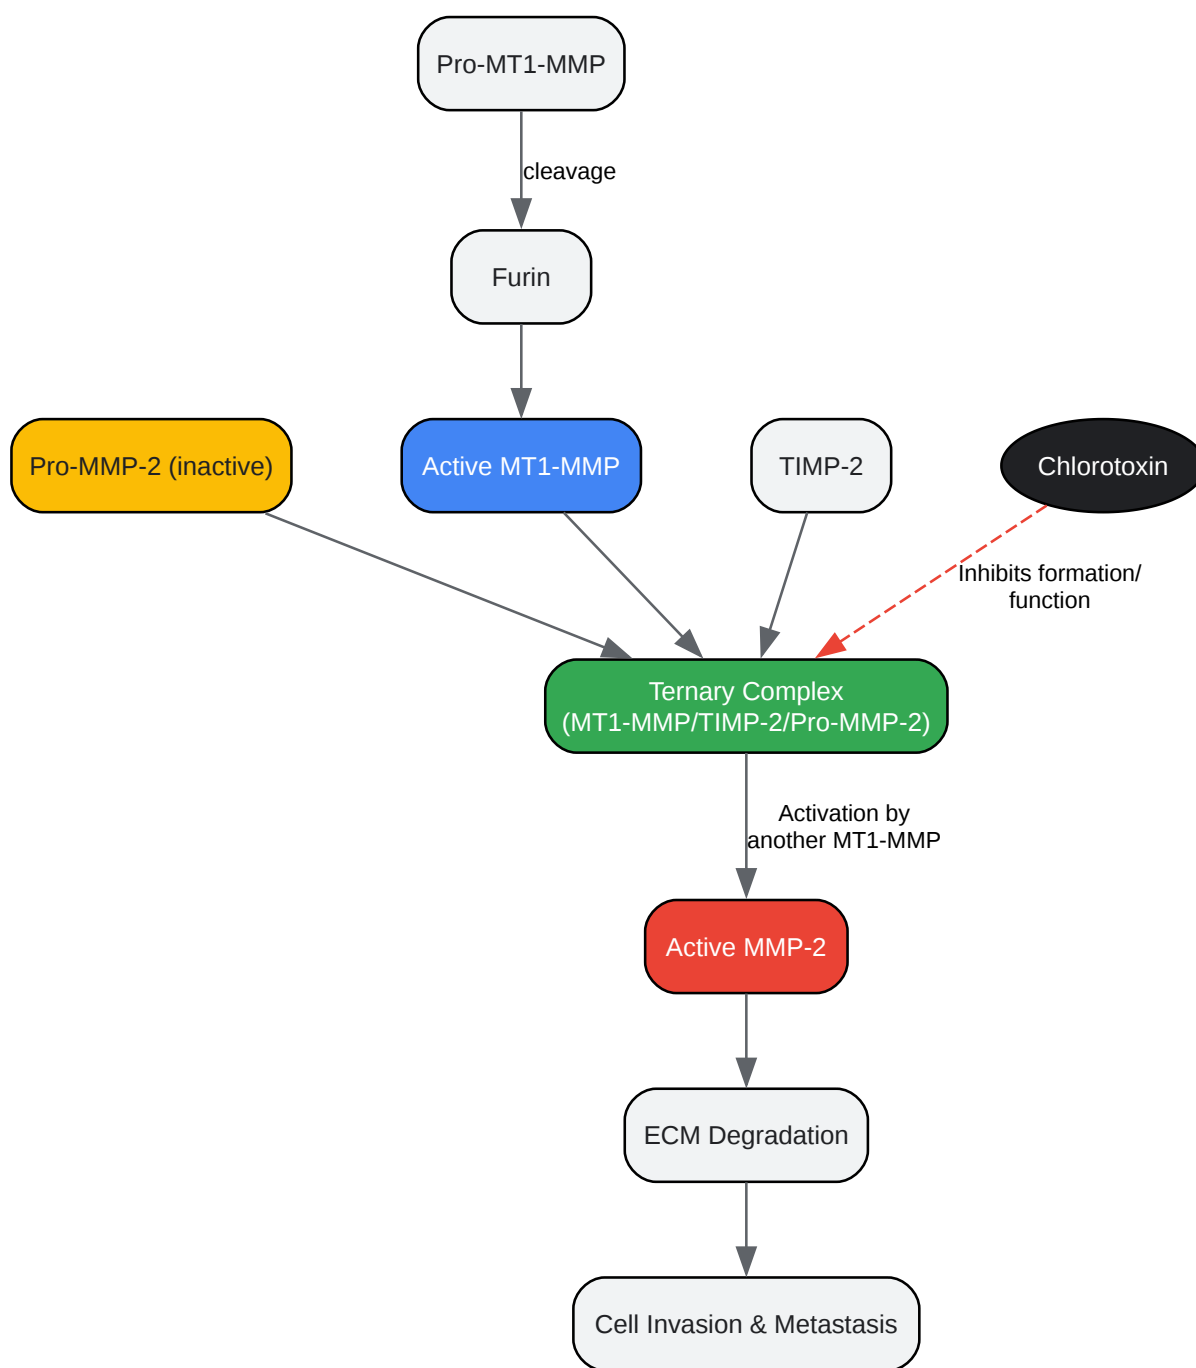 Pro-MT1-MMP
cleavage
Furin
Pro-MMP-2 (inactive)
Active MT1-MMP
TIMP-2
Chlorotoxin
Inhibits formation/
function
Ternary Complex
(MT1-MMP/TIMP-2/Pro-MMP-2)
Activation by
another MT1-MMP
Active MMP-2
ECM Degradation
Cell Invasion & Metastasis